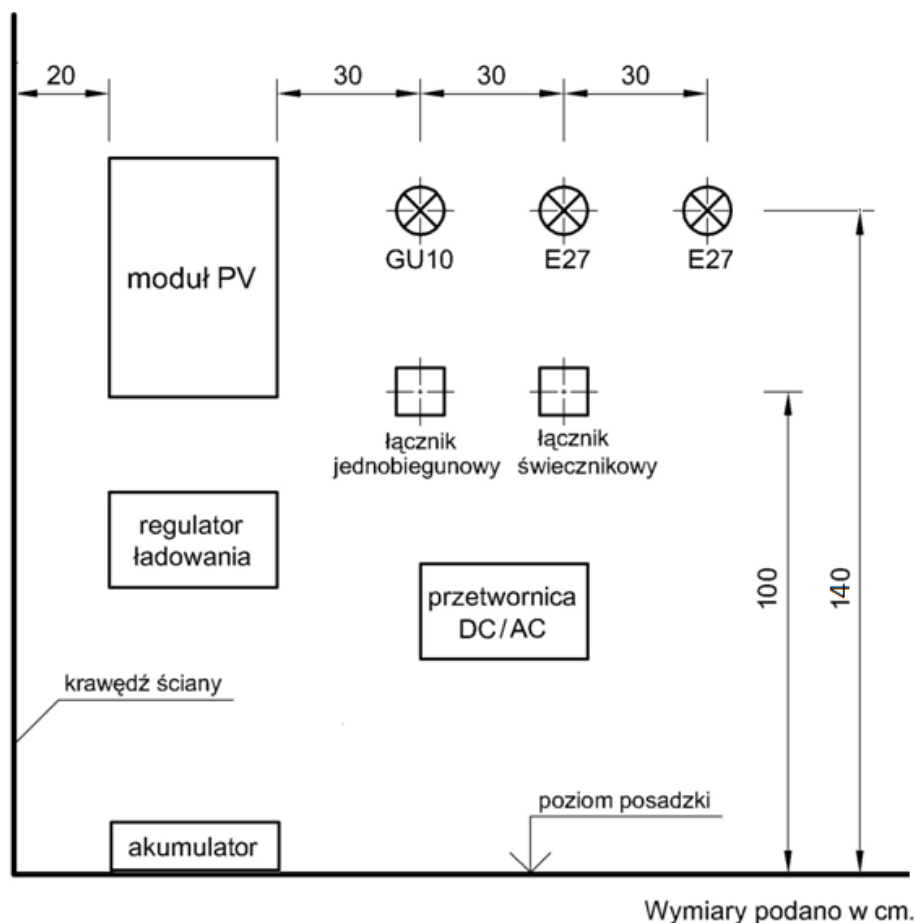 20
30
30
30
moduł PV
GU10
E27
E27
łącznik
jednobiegunowy
łącznik
świecznikowy
regulator
ładowania
przetwornica
DC/AC
100
140
krawędź ściany
poziom posadzki
akumulator
Wymiary podano w cm.